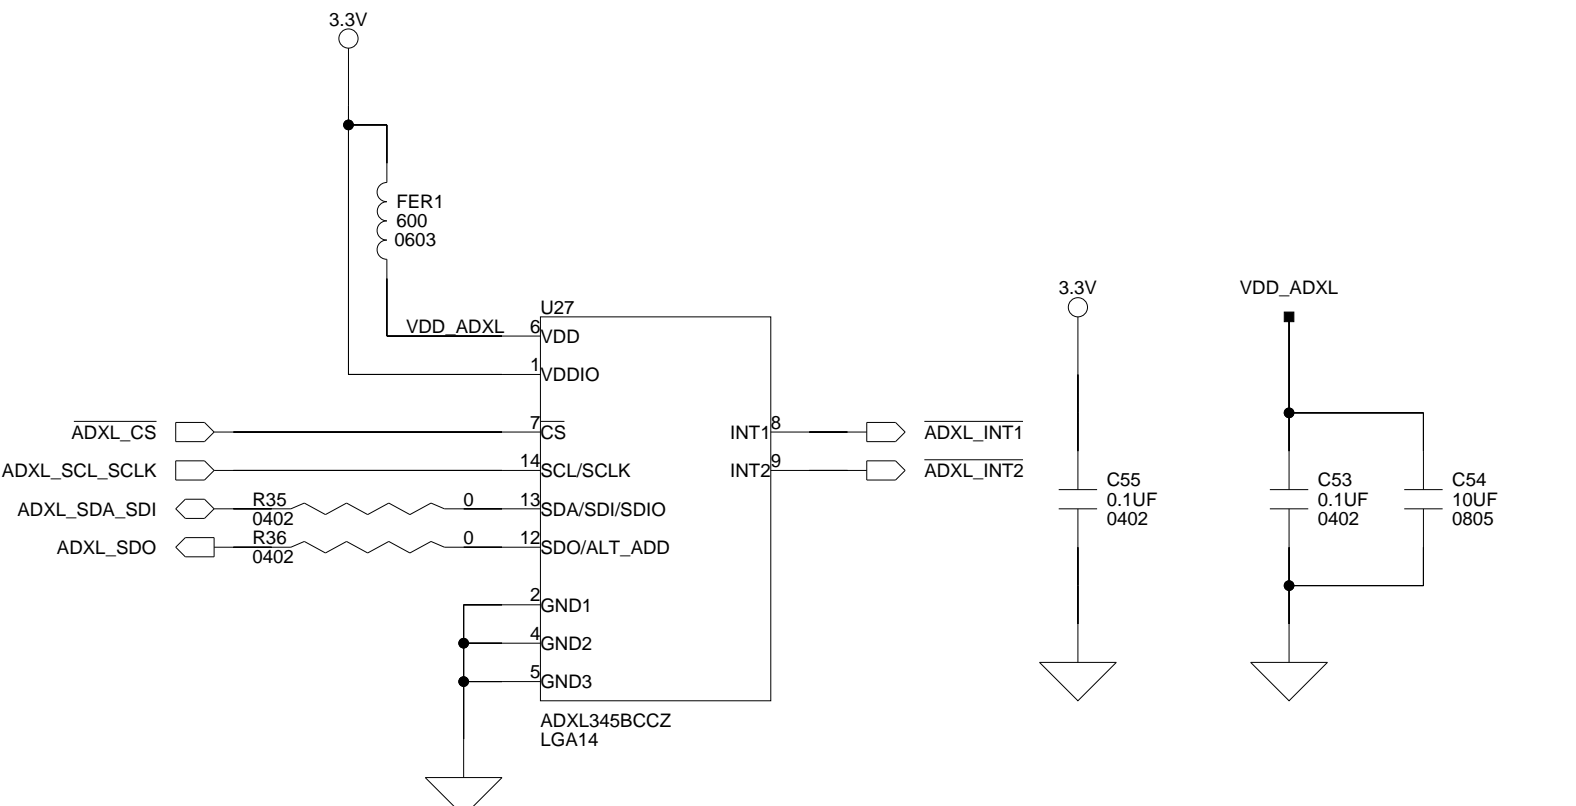 3.3V
FER1
600
0603
U27
VDD_ADXL
6
VDD
1
VDDIO
ADXL_CS
7
CS
ADXL_SCL_SCLK
14
SCL/SCLK
ADXL_SDA_SDI
R35
0402
0
13
SDA/SDI/SDIO
ADXL_SDO
R36
0402
0
12
SDO/ALT_ADD
2
GND1
4
GND2
5
GND3
INT1
8
ADXL_INT1
INT2
9
ADXL_INT2
ADXL345BCCZ
LGA14
3.3V
C55
0.1UF
0402
VDD_ADXL
C53
0.1UF
0402
C54
10UF
0805